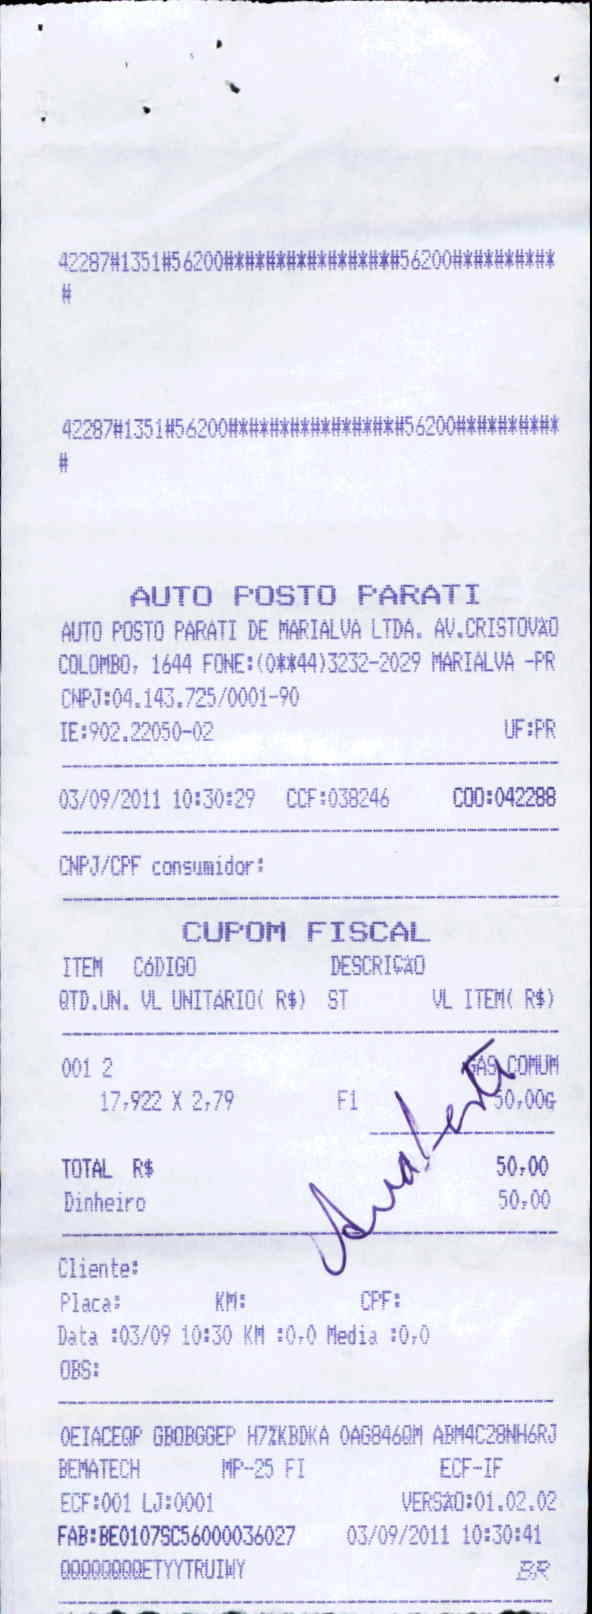 42287#1351#56200#*#*#*#*#*#*#*#*##56200#*#*#*#*#*
#
42287#1351#56200#*#*#*#*#*#*#*#*##56200#*#*#*#*#*
#
AUTO POSTO PARATI
AUTO POSTO PARATI DE MARIALVA LTDA. AV.CRISTOVÃO
COLOMBO, 1644 FONE:(0**44)3232-2029 MARIALVA -PR
CNPJ:04.143.725/0001-90
IE:902.22050-02 UF:PR
03/09/2011 10:30:29 CCF:038246 COO:042288
CNPJ/CPF consumidor:
CUPOM FISCAL
ITEM CÓDIGO DESCRIÇÃO
QTD.UN. VL UNITÁRIO( R$) ST VL ITEM( R$)
001 2 GAS COMUM
17,922 X 2,79 F1 50,00G
TOTAL R$ 50,00
Dinheiro 50,00
Cliente:
Placa: KM: CPF:
Data :03/09 10:30 KM :0,0 Media :0,0
OBS:
OEIACEQP GBOBGGEP H7ZKBDKA OAG846QM ABM4C28NH6RJ
BEMATECH MP-25 FI ECF-IF
ECF:001 LJ:0001 VERSÃO:01.02.02
FAB:BE0107SC56000036027 03/09/2011 10:30:41
QQQQQQQQETYYTRUIWY BR